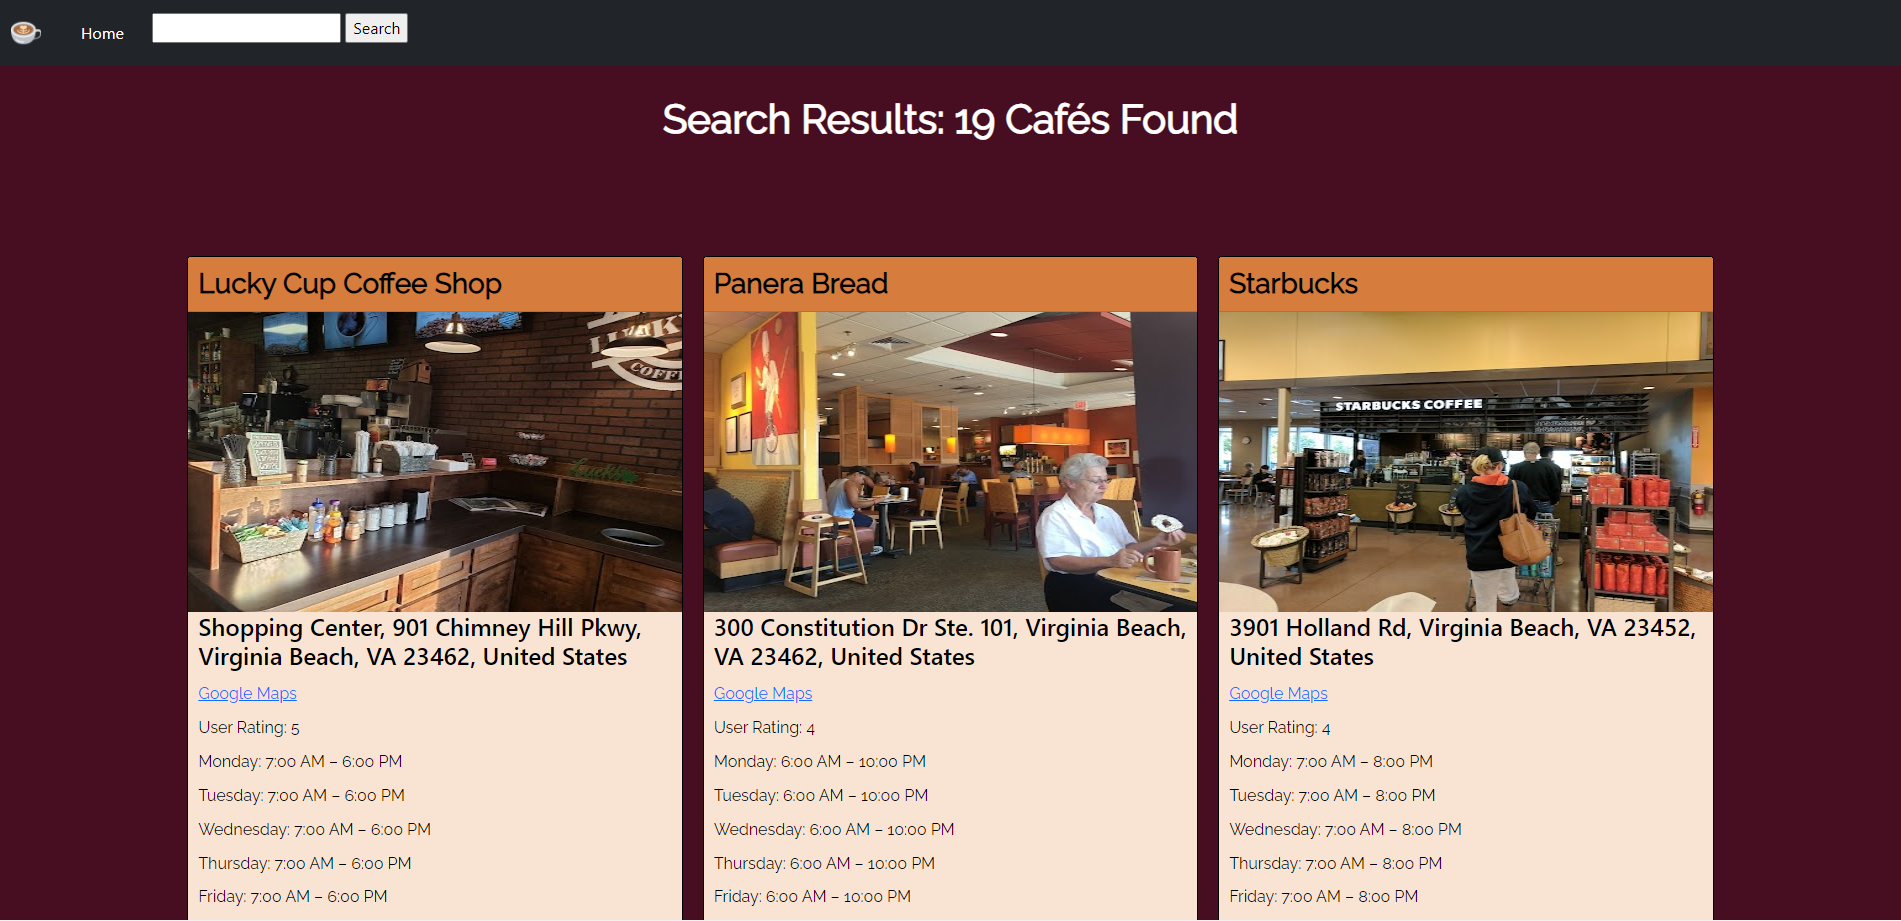 Home
Search
Search Results: 19 Cafés Found
Lucky Cup Coffee Shop
COFFE
Shopping Center, 901 Chimney Hill Pkwy,
Virginia Beach, VA 23462, United States
Google Maps
User Rating: 5
Monday: 7:00 AM – 6:00 PM
Tuesday: 7:00 AM – 6:00 PM
Wednesday: 7:00 AM – 6:00 PM
Thursday: 7:00 AM – 6:00 PM
Friday: 7:00 AM – 6:00 PM
Panera Bread
300 Constitution Dr Ste. 101, Virginia Beach,
VA 23462, United States
Google Maps
User Rating: 4
Monday: 6:00 AM – 10:00 PM
Tuesday: 6:00 AM – 10:00 PM
Wednesday: 6:00 AM – 10:00 PM
Thursday: 6:00 AM – 10:00 PM
Friday: 6:00 AM – 10:00 PM
Starbucks
STARBUCKS COFFEE
3901 Holland Rd, Virginia Beach, VA 23452,
United States
Google Maps
User Rating: 4
Monday: 7:00 AM – 8:00 PM
Tuesday: 7:00 AM – 8:00 PM
Wednesday: 7:00 AM – 8:00 PM
Thursday: 7:00 AM – 8:00 PM
Friday: 7:00 AM – 8:00 PM